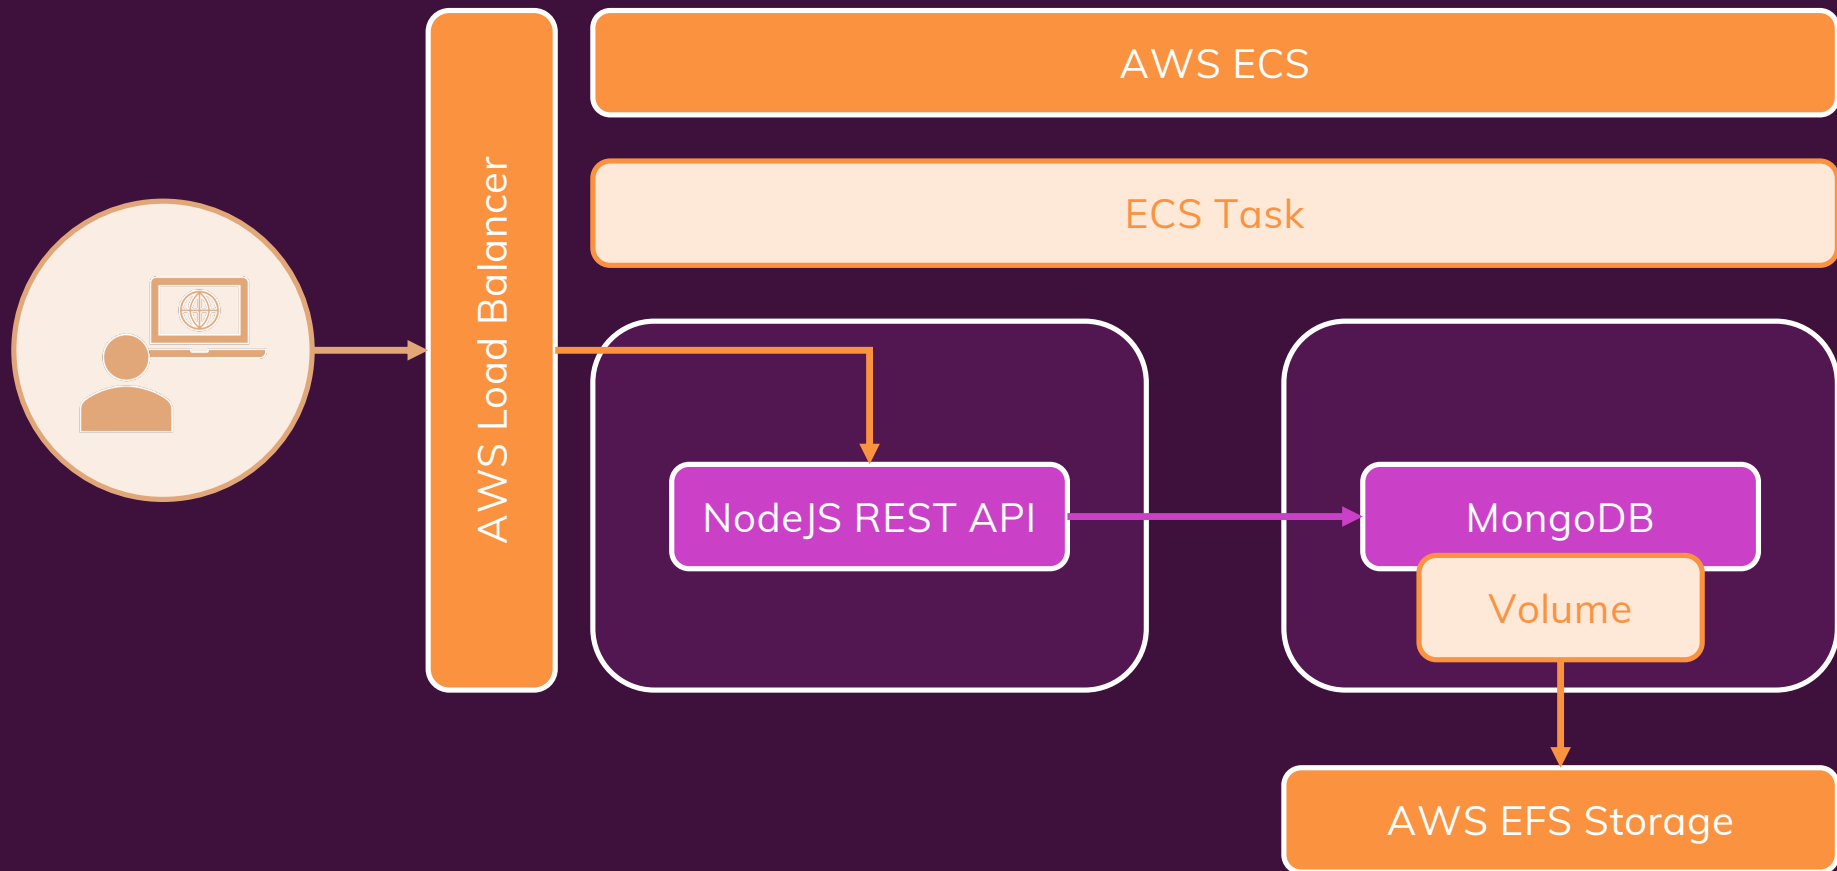 AWS ECS
ECS Task
AWS Load Balancer
NodeJS REST API
MongoDB
Volume
AWS EFS Storage